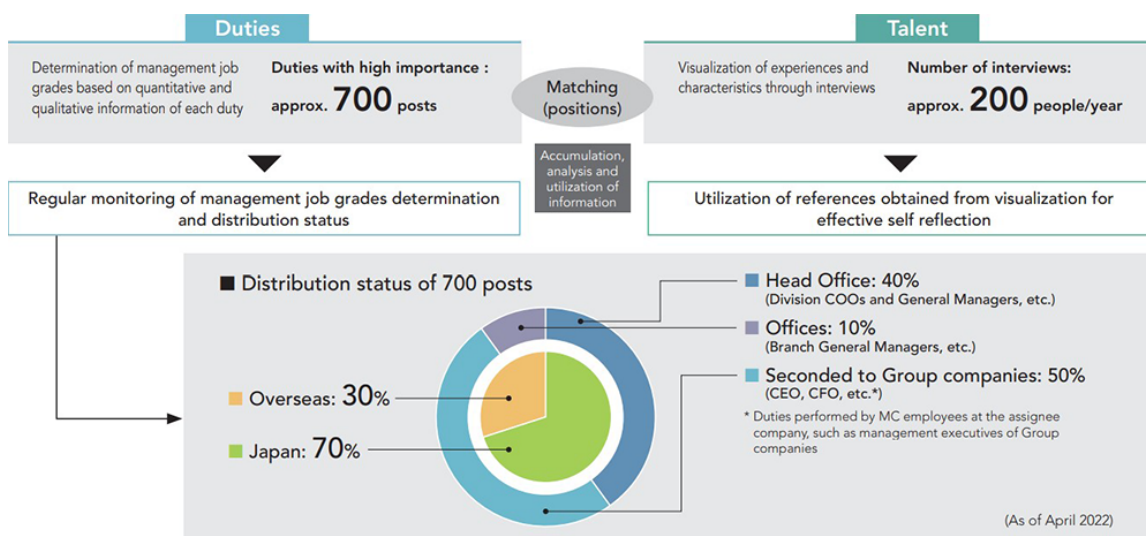 Duties
Determination of management job
grades based on quantitative and
qualitative information of each duty
Duties with high importance :
approx. 700 posts
Matching
(positions)
Talent
Visualization of experiences and
characteristics through interviews
Number of interviews:
approx. 200 people/year
Accumulation,
analysis and
utilization of
information
Regular monitoring of management job grades determination
and distribution status
Utilization of references obtained from visualization for
effective self reflection
■ Distribution status of 700 posts
Overseas: 30%
Japan: 70%
Head Office: 40%
(Division COOs and General Managers, etc.)
Offices: 10%
(Branch General Managers, etc.)
Seconded to Group companies: 50%
(CEO, CFO, etc.*)
* Duties performed by MC employees at the assignee
company, such as management executives of Group
companies
(As of April 2022)